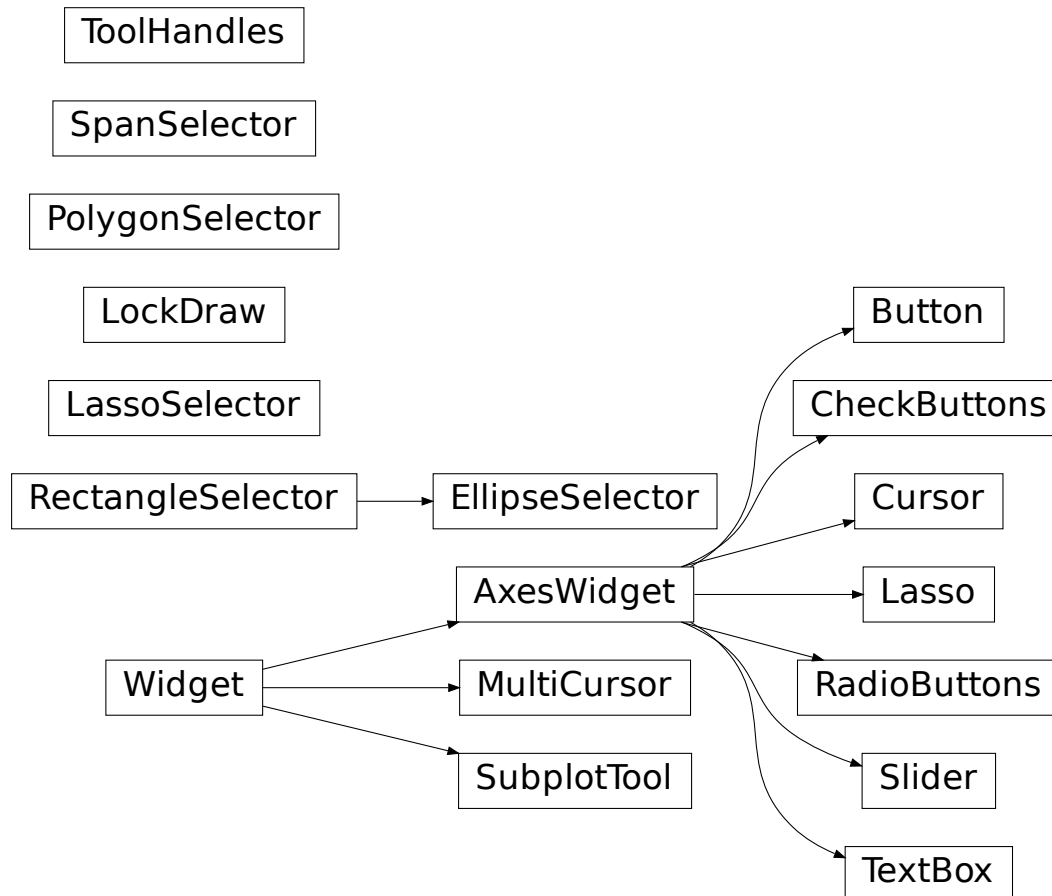 ToolHandles
SpanSelector
PolygonSelector
LockDraw
Button
LassoSelector
CheckButtons
RectangleSelector
EllipseSelector
Cursor
AxesWidget
Lasso
Widget
MultiCursor
RadioButtons
SubplotTool
Slider
TextBox